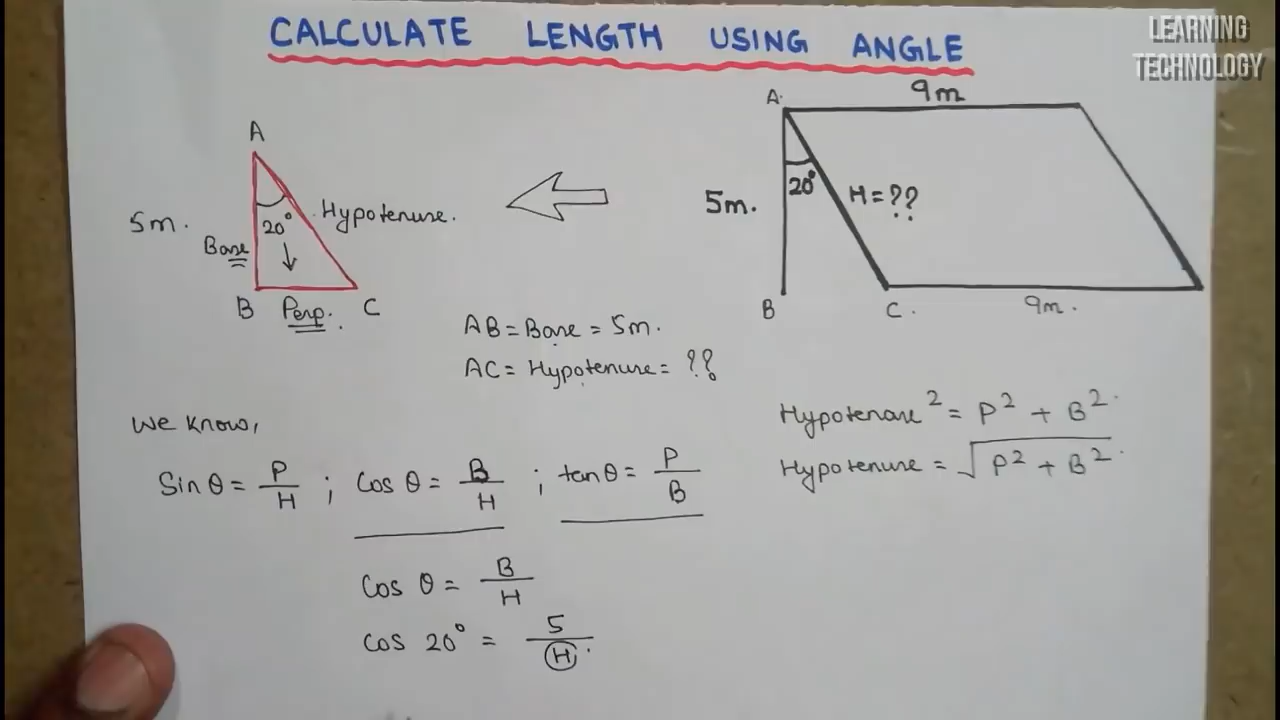 CALCULATE LENGTH USING ANGLE
LEARNING
TECHNOLOGY
A
5m.
Base
20°
Hypotenuse.
B
Perp.
C
A
9m
5m.
20°
H = ??
B
C.
9m.
AB = Base = 5m.
AC = Hypotenuse = ??
We know,
Sin θ = P/H ; Cos θ = B/H ; tan θ = P/B
Cos θ = B/H
Cos 20° = 5/H.
Hypotenuse² = P² + B².
Hypotenuse = √P² + B².